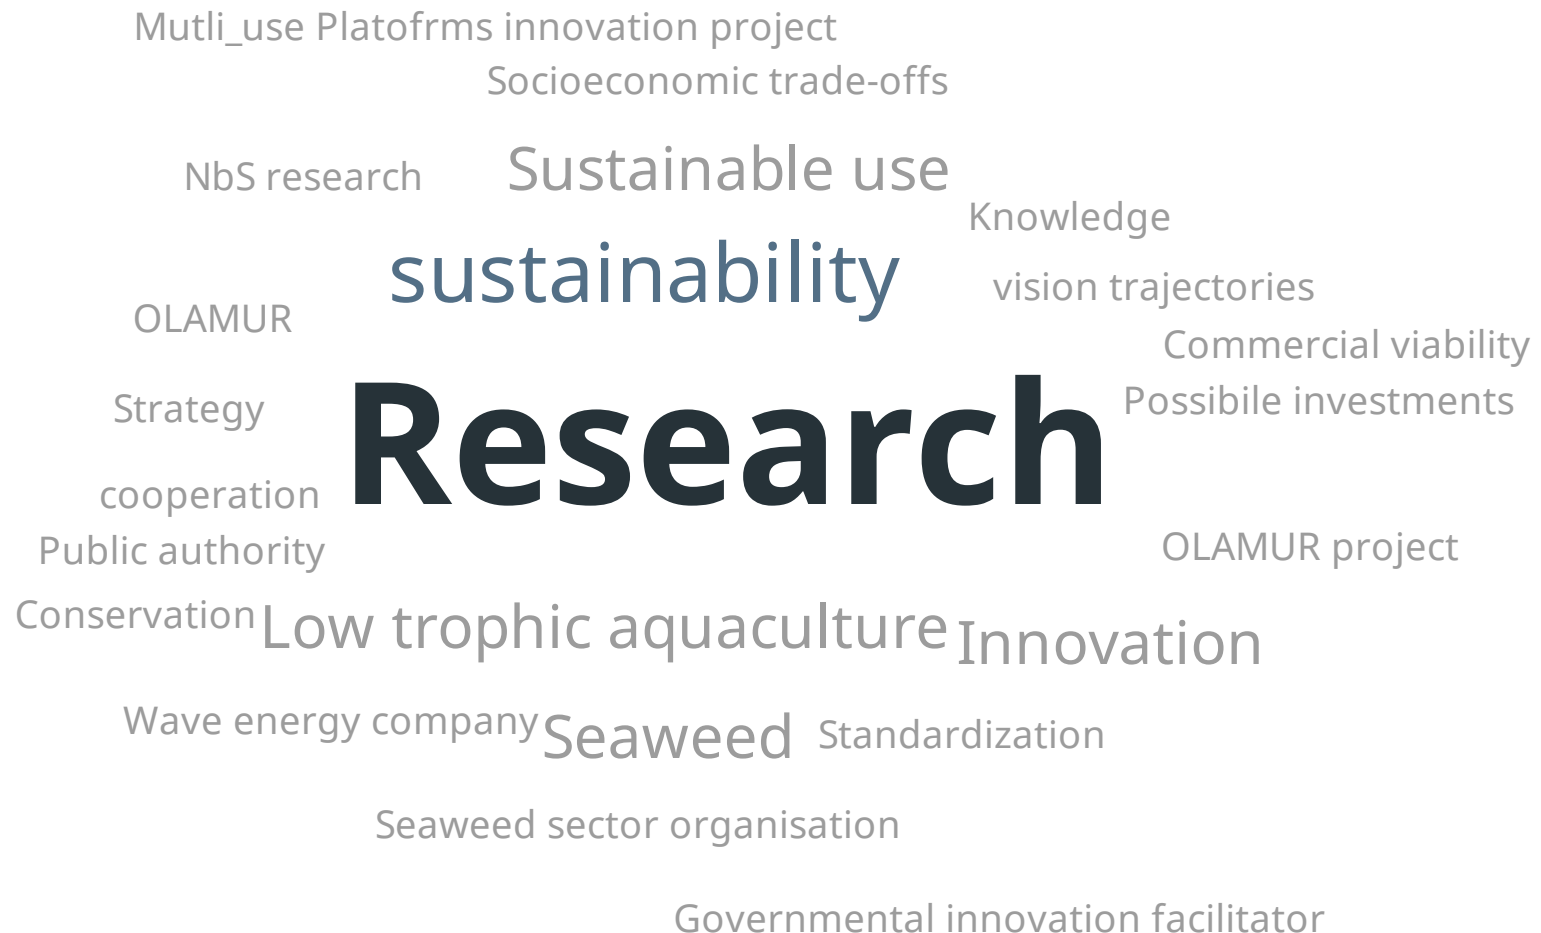 Mutli_use Platofrms innovation project
Socioeconomic trade-offs
Sustainable use
NbS research
Knowledge
sustainability
vision trajectories
OLAMUR
Commercial viability
Strategy
Research
Possibile investments
cooperation
Public authority
OLAMUR project
Conservation
Low trophic aquaculture
Innovation
Wave energy company
Seaweed
Standardization
Seaweed sector organisation
Governmental innovation facilitator